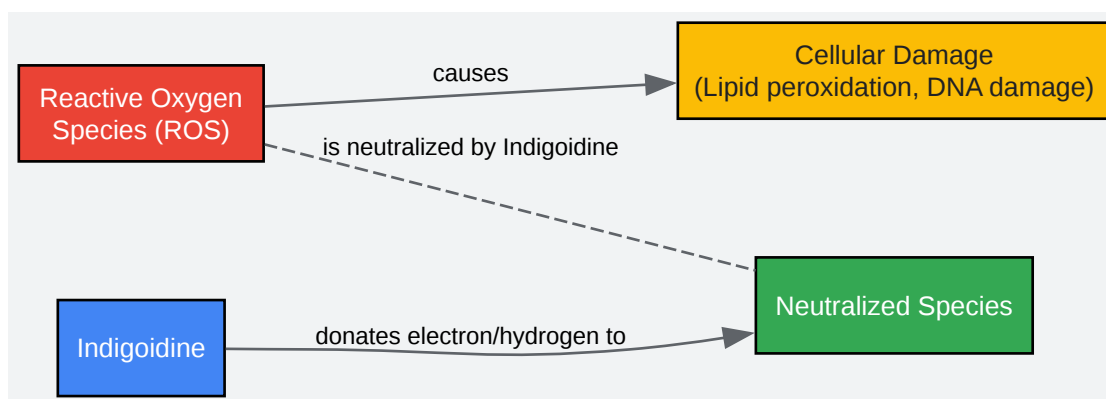 Reactive Oxygen
Species (ROS)
causes
Cellular Damage
(Lipid peroxidation, DNA damage)
is neutralized by Indigoidine
Neutralized Species
Indigoidine
donates electron/hydrogen to